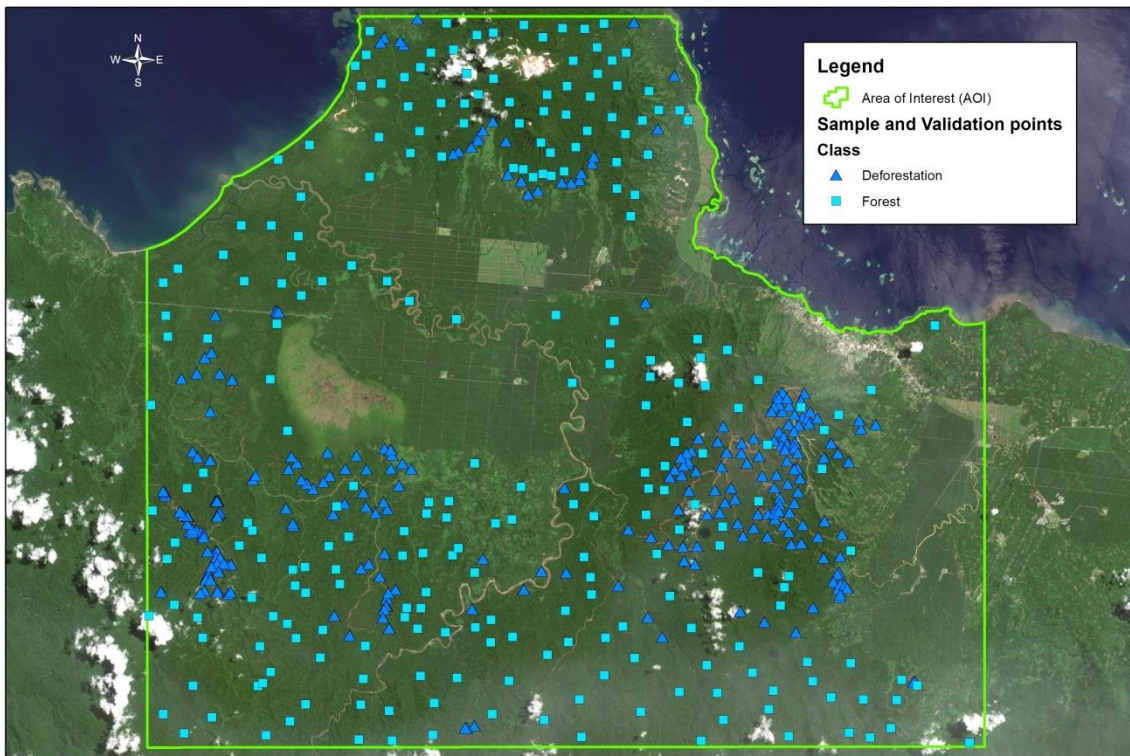 N
W E
S
Legend
Area of Interest (AOI)
Sample and Validation points
Class
Deforestation
Forest